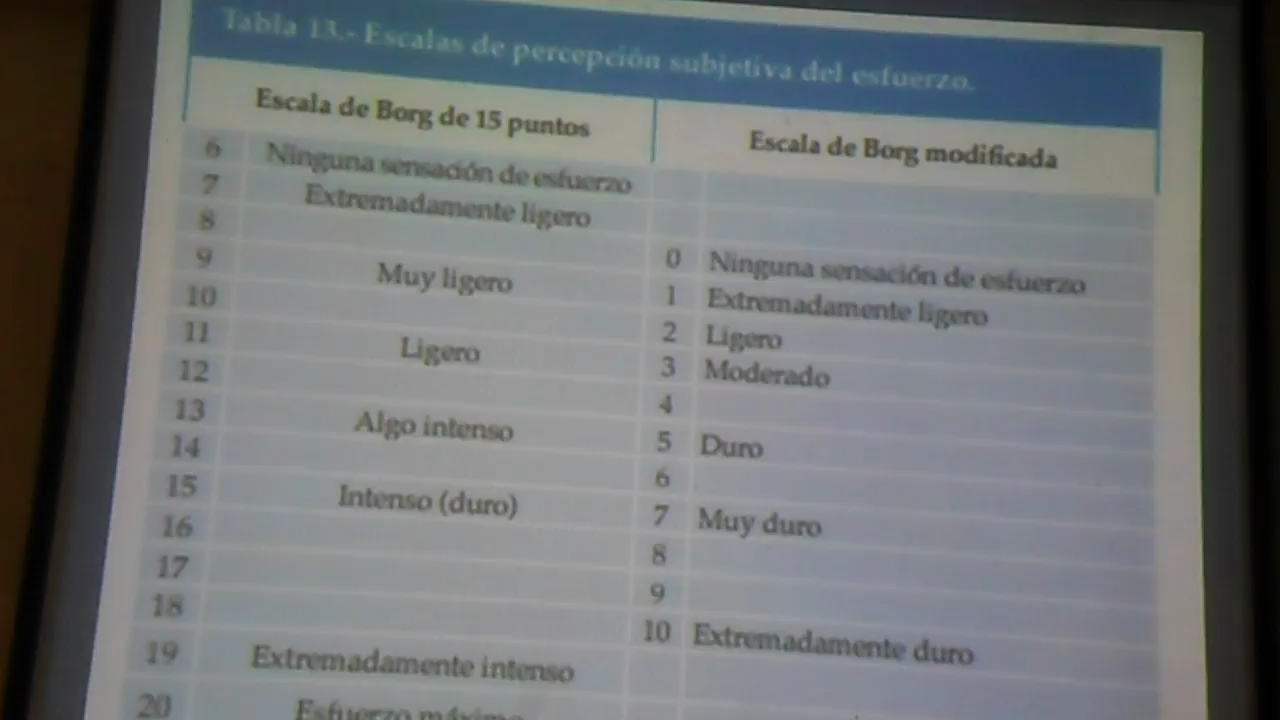 Tabla 13.- Escalas de percepción subjetiva del esfuerzo.
Escala de Borg de 15 puntos
Escala de Borg modificada
6 Ninguna sensación de esfuerzo
7 Extremadamente ligero
8
9 Muy ligero
10
11 Ligero
12
13 Algo intenso
14
15 Intenso (duro)
16
17
18
19 Extremadamente intenso
20 Esfuerzo máximo
0 Ninguna sensación de esfuerzo
1 Extremadamente ligero
2 Ligero
3 Moderado
4
5 Duro
6
7 Muy duro
8
9
10 Extremadamente duro